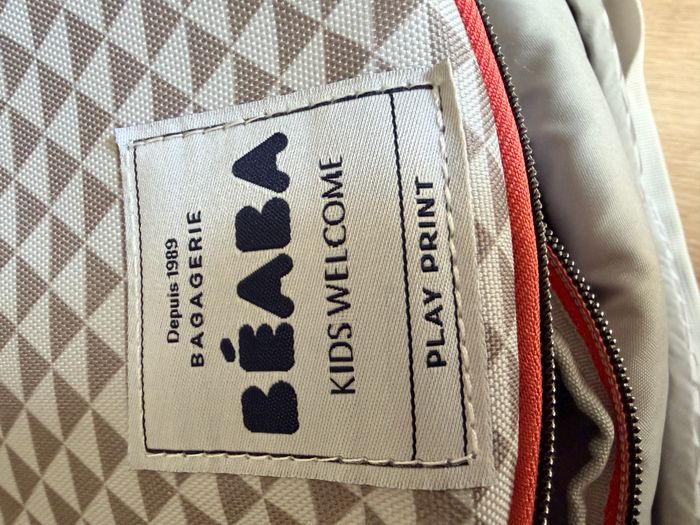 Depuis 1989
BAGAGERIE
BÉABA
KIDS WELCOME
PLAY PRINT